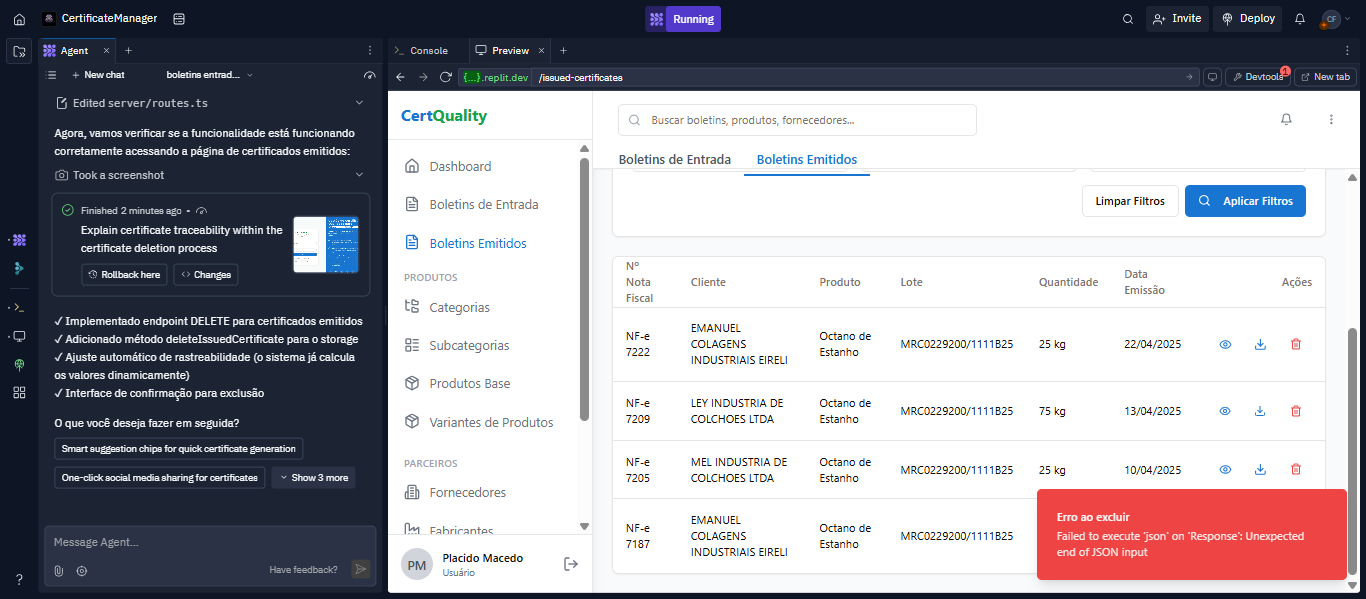 CertificateManager
Running
Invite
Deploy
CF
Agent
Console
Preview
New chat
boletins entrad...
{...}.replit.dev
/issued-certificates
Devtools
1
New tab
Edited server/routes.ts
Agora, vamos verificar se a funcionalidade está funcionando
corretamente acessando a página de certificados emitidos:
Took a screenshot
Finished 2 minutes ago •
Explain certificate traceability within the
certificate deletion process
Rollback here
Changes
✓ Implementado endpoint DELETE para certificados emitidos
✓ Adicionado método deleteIssuedCertificate para o storage
✓ Ajuste automático de rastreabilidade (o sistema já calcula
os valores dinamicamente)
✓ Interface de confirmação para exclusão
O que você deseja fazer em seguida?
Smart suggestion chips for quick certificate generation
One-click social media sharing for certificates
Show 3 more
Message Agent...
Have feedback?
CertQuality
Dashboard
Boletins de Entrada
Boletins Emitidos
PRODUTOS
Categorias
Subcategorias
Produtos Base
Variantes de Produtos
PARCEIROS
Fornecedores
Fabricantes
PM
Placido Macedo
Usuário
Buscar boletins, produtos, fornecedores...
Boletins de Entrada
Boletins Emitidos
Limpar Filtros
Aplicar Filtros
Nº
Nota
Fiscal
Cliente
Produto
Lote
Quantidade
Data
Emissão
Ações
NF-e
7222
EMANUEL
COLAGENS
INDUSTRIAIS EIRELI
Octano de
Estanho
MRC0229200/1111B25
25 kg
22/04/2025
NF-e
7209
LEY INDUSTRIA DE
COLCHOES LTDA
Octano de
Estanho
MRC0229200/1111B25
75 kg
13/04/2025
NF-e
7205
MEL INDUSTRIA DE
COLCHOES LTDA
Octano de
Estanho
MRC0229200/1111B25
25 kg
10/04/2025
NF-e
7187
EMANUEL
COLAGENS
INDUSTRIAIS EIRELI
Octano de
Estanho
MRC0229200/1111B25
Erro ao excluir
Failed to execute 'json' on 'Response': Unexpected
end of JSON input